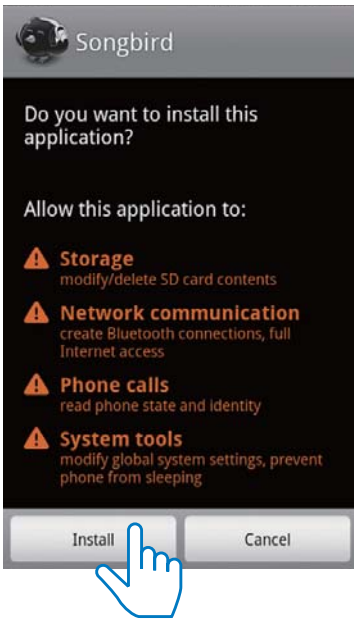 Songbird
Do you want to install this
application?
Allow this application to:
Storage
modify/delete SD card contents
Network communication
create Bluetooth connections, full
Internet access
Phone calls
read phone state and identity
System tools
modify global system settings, prevent
phone from sleeping
Install
Cancel